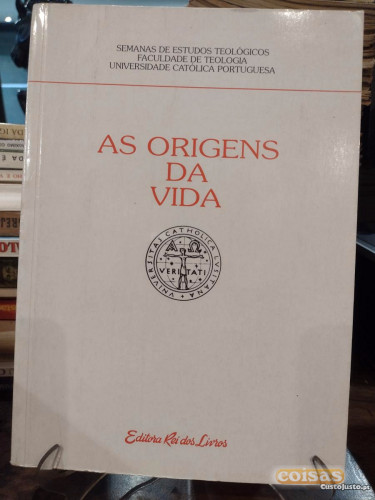 SEMANAS DE ESTUDOS TEOLÓGICOS
FACULDADE DE TEOLOGIA
UNIVERSIDADE CATÓLICA PORTUGUESA
AS ORIGENS
DA
VIDA
UNIVERSITAS CATHOLICA LVSITANA
VERITATI
Editora Rei dos Livros
coisas
CustoJusto.pt